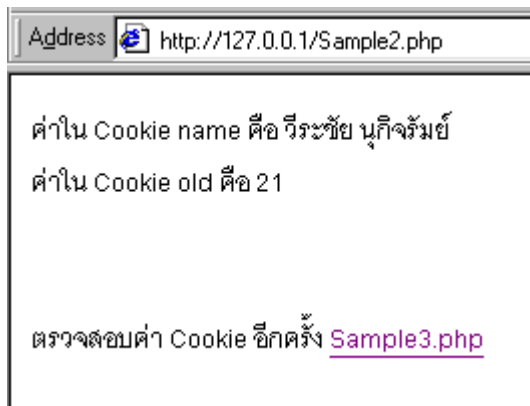 Address http://127.0.0.1/Sample2.php
ค่าใน Cookie name คือ วีระชัย นุกิจรัมย์
ค่าใน Cookie old คือ 21
ตรวจสอบค่า Cookie อีกครั้ง Sample3.php